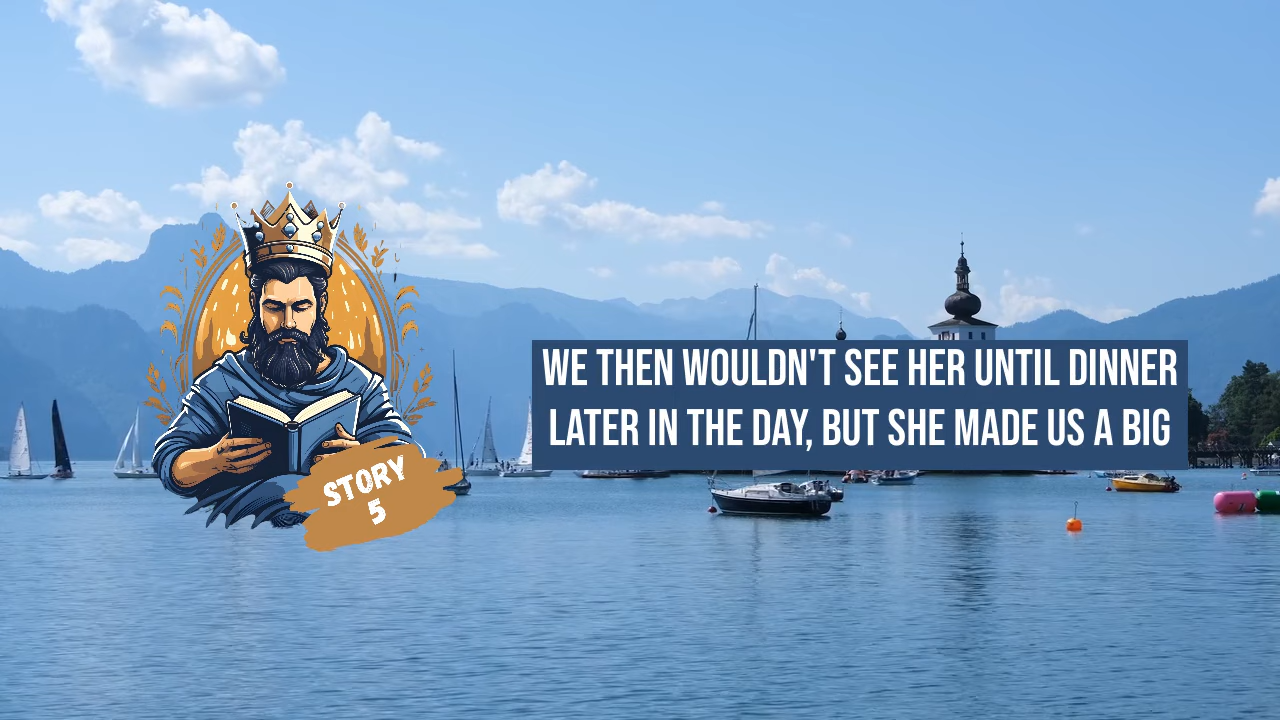 WE THEN WOULDN'T SEE HER UNTIL DINNER
LATER IN THE DAY, BUT SHE MADE US A BIG
STORY
5